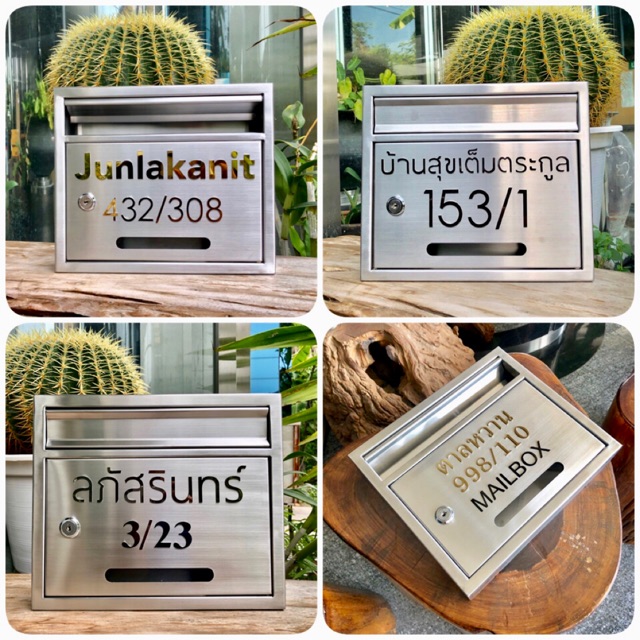 Junlakanit
432/308
บ้านสุขเต็มตระกูล
153/1
ลภัสรินทร์
3/23
ตาลหวาน
998/110
MAILBOX